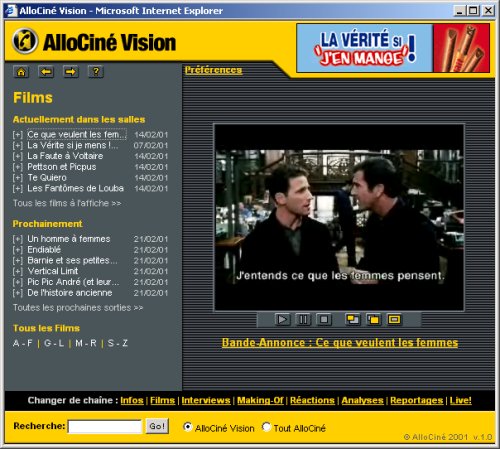 AlloCiné Vision - Microsoft Internet Explorer
AlloCiné Vision
LA VÉRITÉ SI
J'EN MANGE !
Préférences
Films
Actuellement dans les salles
[+] Ce que veulent les fem... 14/02/01
[+] La Vérite si je mens !... 07/02/01
[+] La Faute à Voltaire 14/02/01
[+] Pettson et Picpus 14/02/01
[+] Te Quiero 14/02/01
[+] Les Fantômes de Louba 14/02/01
Tous les films à l'affiche >>
Prochainement
[+] Un homme à femmes 21/02/01
[+] Endiablé 21/02/01
[+] Barnie et ses petites... 21/02/01
[+] Vertical Limit 21/02/01
[+] Pic Pic André (et leur... 21/02/01
[+] De l'histoire ancienne 21/02/01
Toutes les prochaines sorties >>
Tous les Films
A - F | G - L | M - R | S - Z
J'entends ce que les femmes pensent.
Bande-Annonce : Ce que veulent les femmes
Changer de chaîne : Infos | Films | Interviews | Making-Of | Réactions | Analyses | Reportages | Live!
Recherche: Go! AlloCiné Vision Tout AlloCiné
© AlloCiné 2001 v.1.0